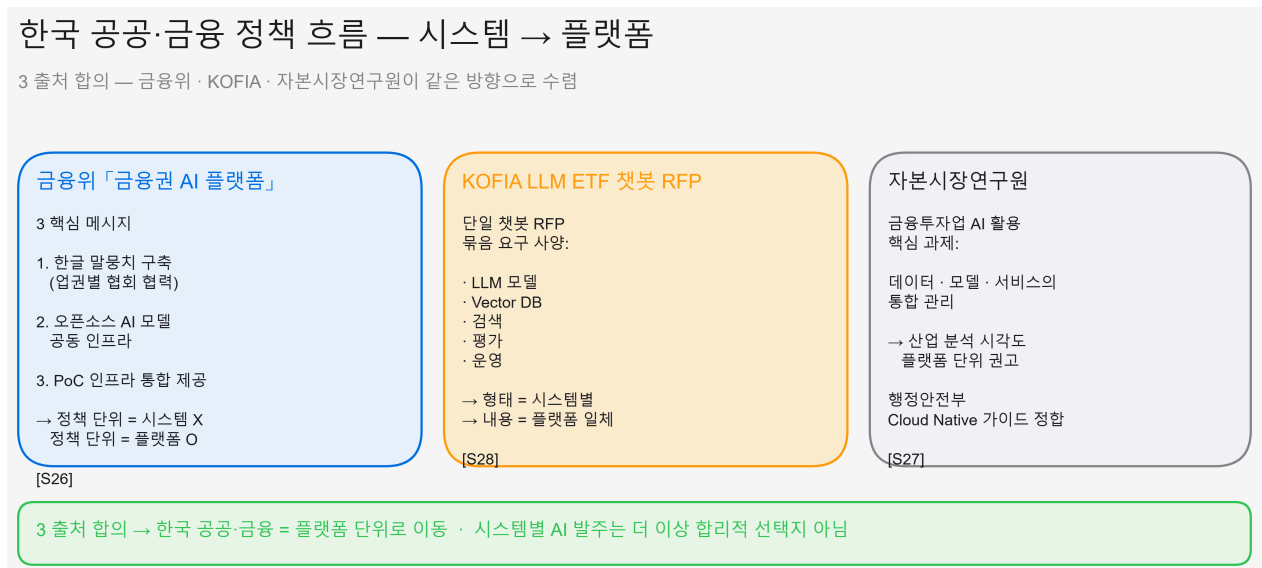 한국 공공·금융 정책 흐름 — 시스템 → 플랫폼
3 출처 합의 — 금융위 · KOFIA · 자본시장연구원이 같은 방향으로 수렴
금융위 「금융권 AI 플랫폼」
3 핵심 메시지
1. 한글 말뭉치 구축
(업권별 협회 협력)
2. 오픈소스 AI 모델
공동 인프라
3. PoC 인프라 통합 제공
→ 정책 단위 = 시스템 X
정책 단위 = 플랫폼 O
[S26]
KOFIA LLM ETF 챗봇 RFP
단일 챗봇 RFP
묶음 요구 사양:
· LLM 모델
· Vector DB
· 검색
· 평가
· 운영
→ 형태 = 시스템별
→ 내용 = 플랫폼 일체
[S28]
자본시장연구원
금융투자업 AI 활용
핵심 과제:
데이터 · 모델 · 서비스의
통합 관리
→ 산업 분석 시각도
플랫폼 단위 권고
행정안전부
Cloud Native 가이드 정합
[S27]
3 출처 합의 → 한국 공공·금융 = 플랫폼 단위로 이동 · 시스템별 AI 발주는 더 이상 합리적 선택지 아님